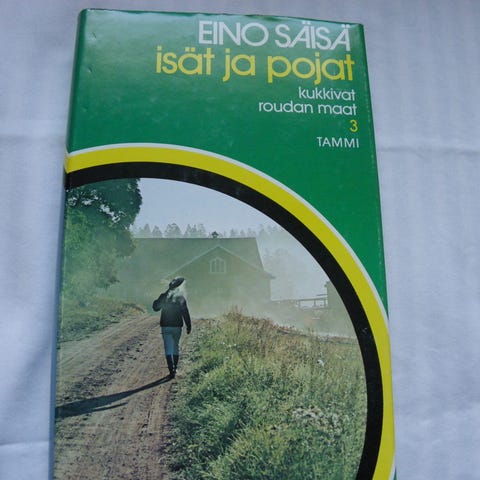 EINO SÄISÄ
isät ja pojat
kukkivat
roudan maat
3
TAMMI